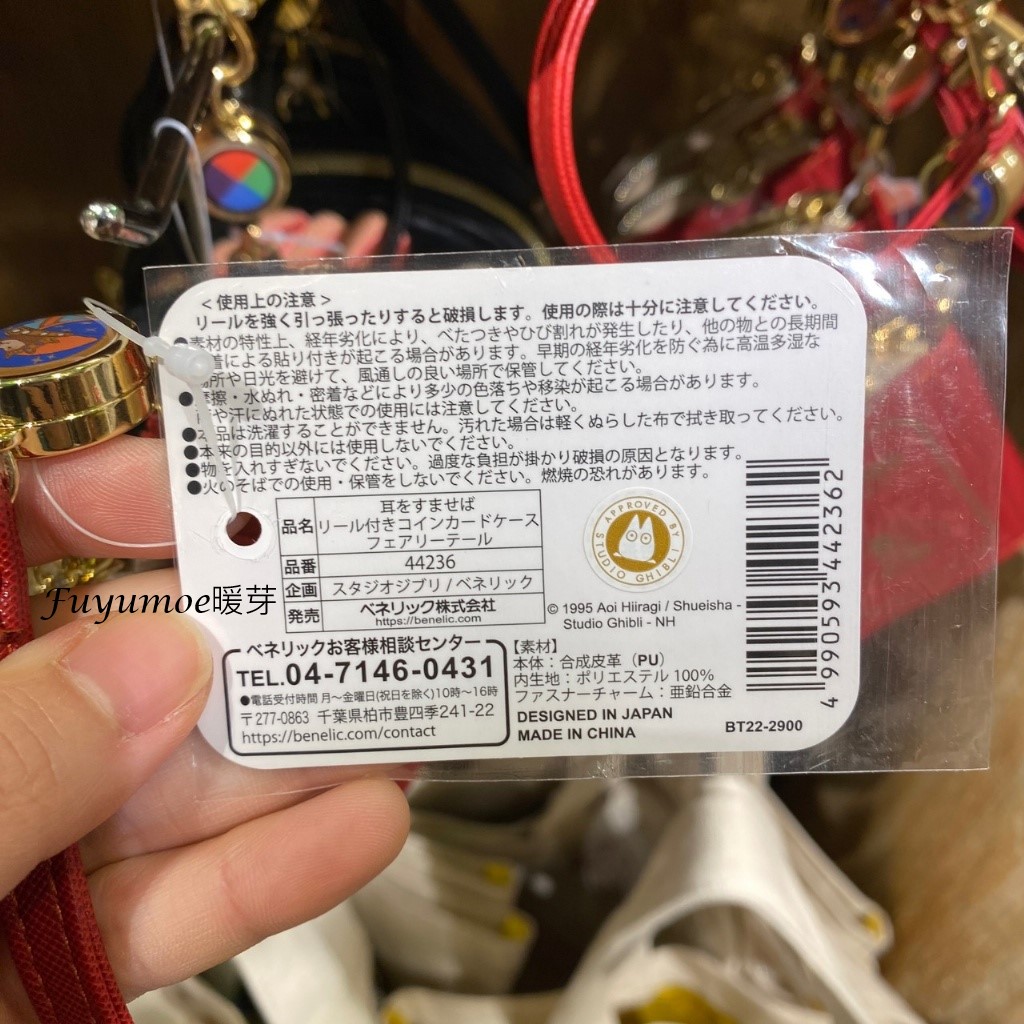 ＜使用上の注意＞
リールを強く引っ張ったりすると破損します。使用の際は十分に注意してください。
●素材の特性上、経年劣化により、べたつきやひび割れが発生したり、他の物との長期間
着による貼り付きが起こる場合があります。早期の経年劣化を防ぐ為に高温多湿な
場所や日光を避けて、風通しの良い場所で保管してください。
●摩擦・水ぬれ・密着などにより多少の色落ちや移染が起こる場合があります。
や汗にぬれた状態での使用には注意してください。
●本品は洗濯することができません。汚れた場合は軽くぬらした布で拭き取ってください。
●本来の目的以外には使用しないでください。
●物を入れすぎないでください。過度な負担が掛かり破損の原因となります。
●火のそばでの使用・保管をしないでください。燃焼の恐れがあります。
品名 耳をすませば
リール付きコインカードケース
フェアリーテール
品番 44236
企画 スタジオジブリ / ベネリック
発売 ベネリック株式会社
https://benelic.com
APPROVED BY
STUDIO GHIBLI
© 1995 Aoi Hiiragi / Shueisha -
Studio Ghibli - NH
4 990593 442362
Fuyumoe暖芽
ベネリックお客様相談センター
TEL.04-7146-0431
●電話受付時間 月～金曜日(祝日を除く)10時～16時
〒277-0863 千葉県柏市豊四季241-22
https://benelic.com/contact
【素材】
本体：合成皮革（PU）
内生地：ポリエステル 100%
ファスナーチャーム：亜鉛合金
DESIGNED IN JAPAN
MADE IN CHINA
BT22-2900